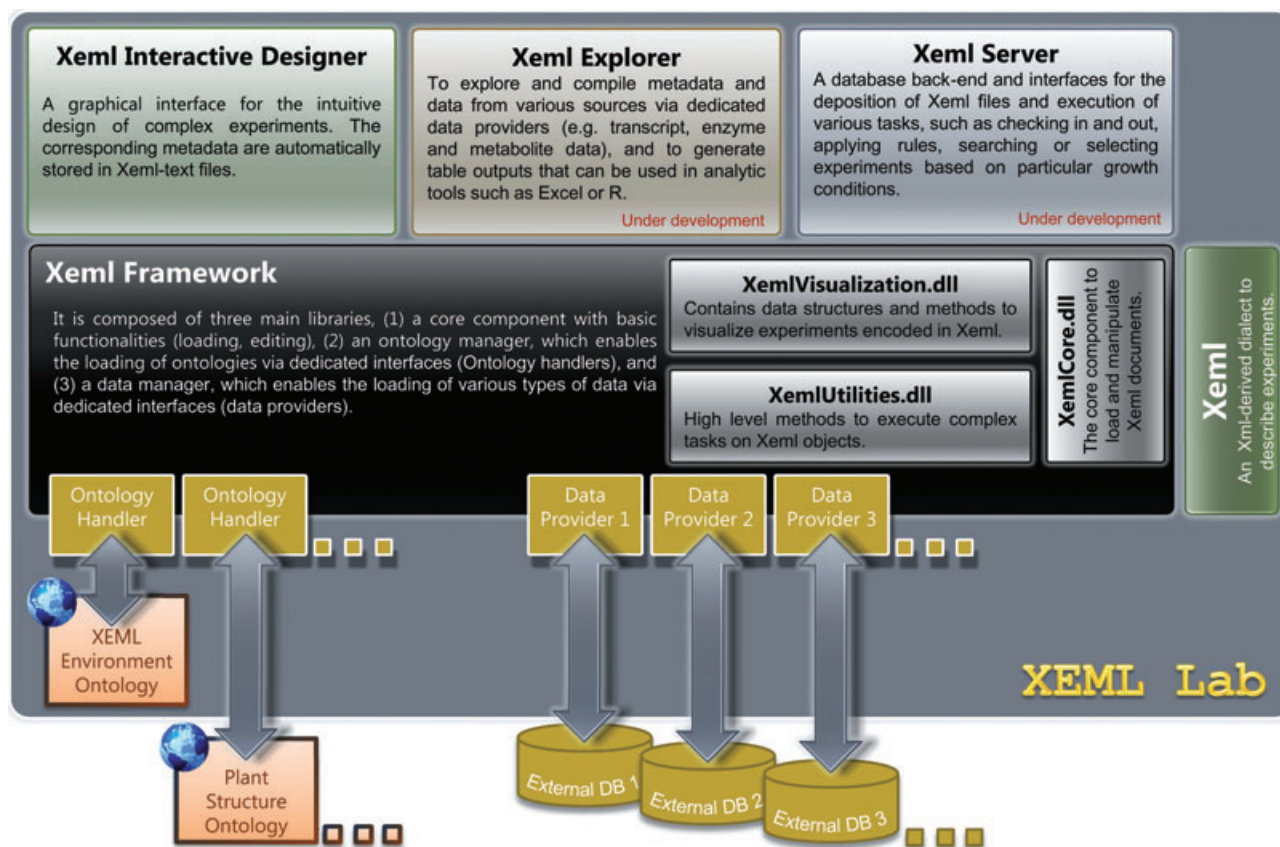 Xeml Interactive Designer
A graphical interface for the intuitive
design of complex experiments. The
corresponding metadata are automatically
stored in Xeml-text files.
Xeml Explorer
To explore and compile metadata and
data from various sources via dedicated
data providers (e.g. transcript, enzyme
and metabolite data), and to generate
table outputs that can be used in analytic
tools such as Excel or R.
Under development
Xeml Server
A database back-end and interfaces for the
deposition of Xeml files and execution of
various tasks, such as checking in and out,
applying rules, searching or selecting
experiments based on particular growth
conditions.
Under development
Xeml Framework
It is composed of three main libraries, (1) a core component with basic
functionalities (loading, editing), (2) an ontology manager, which enables
the loading of ontologies via dedicated interfaces (Ontology handlers), and
(3) a data manager, which enables the loading of various types of data via
dedicated interfaces (data providers).
XemlVisualization.dll
Contains data structures and methods to
visualize experiments encoded in Xeml.
XemlUtilities.dll
High level methods to execute complex
tasks on Xeml objects.
XemlCore.dll
The core component to
load and manipulate
Xeml documents.
Xeml
An Xml-derived dialect to
describe experiments.
Ontology
Handler
Ontology
Handler
Data
Provider 1
Data
Provider 2
Data
Provider 3
XEML
Environment
Ontology
XEML Lab
Plant
Structure
Ontology
External DB 1
External DB 2
External DB 3